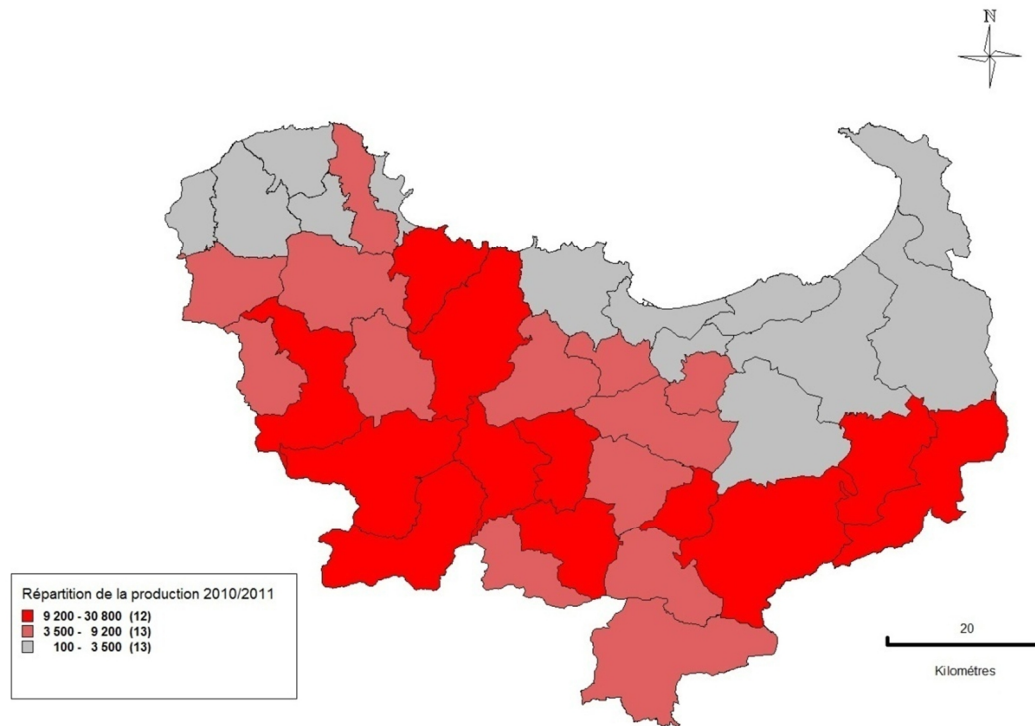 N
Répartition de la production 2010/2011
9 200 - 30 800 (12)
3 500 - 9 200 (13)
100 - 3 500 (13)
20
Kilométres